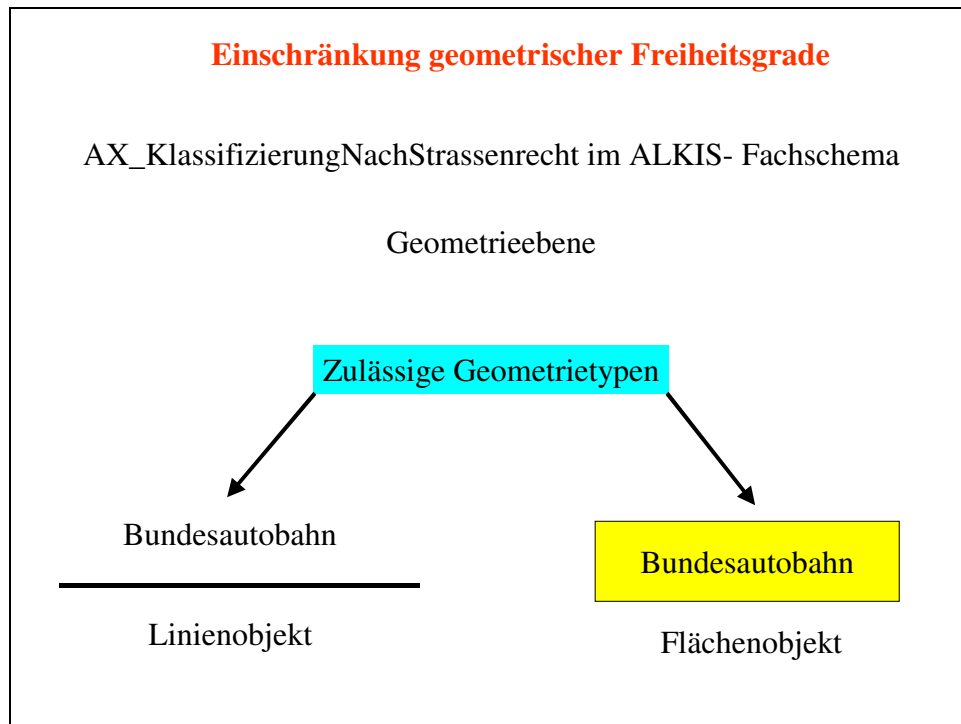 Einschränkung geometrischer Freiheitsgrade
AX_KlassifizierungNachStrassenrecht im ALKIS- Fachschema
Geometrieebene
Zulässige Geometrietypen
Bundesautobahn
Linienobjekt
Bundesautobahn
Flächenobjekt